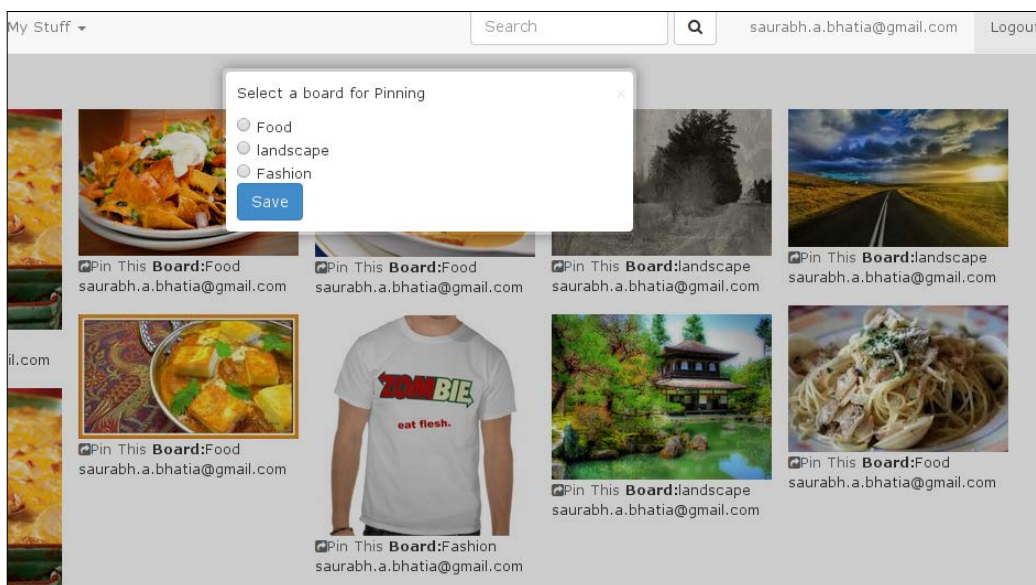 My Stuff
Search
saurabh.a.bhatia@gmail.com
Logout
Select a board for Pinning
×
Food
landscape
Fashion
Save
Pin This Board:Food
saurabh.a.bhatia@gmail.com
Pin This Board:Food
saurabh.a.bhatia@gmail.com
Pin This Board:landscape
saurabh.a.bhatia@gmail.com
Pin This Board:landscape
saurabh.a.bhatia@gmail.com
il.com
Pin This Board:Food
saurabh.a.bhatia@gmail.com
ZOMBIE
eat flesh.
Pin This Board:Fashion
saurabh.a.bhatia@gmail.com
Pin This Board:landscape
saurabh.a.bhatia@gmail.com
Pin This Board:Food
saurabh.a.bhatia@gmail.com